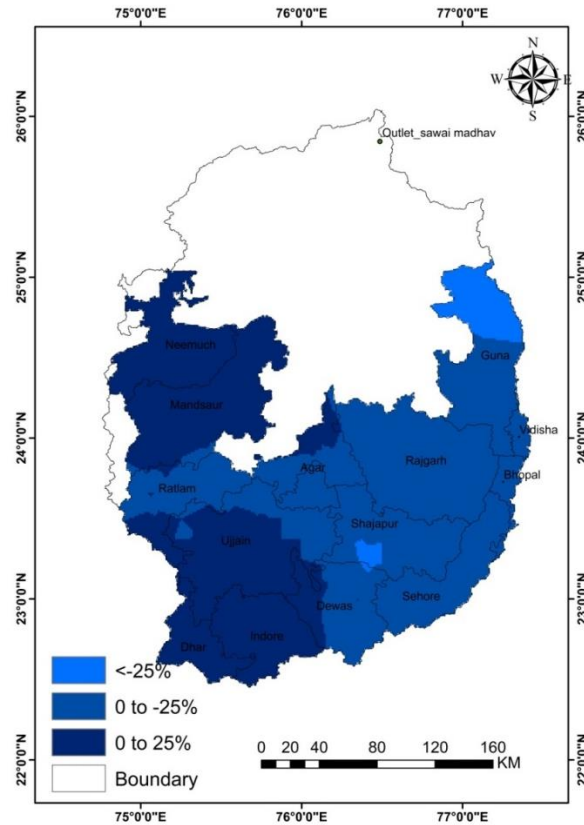 75°0'0"E 76°0'0"E 77°0'0"E
N
W E
S
26°0'0"N 26°0'0"N
Outlet_sawai madhav
25°0'0"N 25°0'0"N
Neemuch
Guna
Mandsaur
24°0'0"N 24°0'0"N
Vidisha
Rajgarh
Agar
Bhopal
Ratlam
Shajapur
Ujjain
23°0'0"N 23°0'0"N
Dewas
Sehore
Indore
Dhar
<-25%
0 to -25%
0 to 25%
Boundary
22°0'0"N 22°0'0"N
0 10 20 40 80 120 160
KM
75°0'0"E 76°0'0"E 77°0'0"E